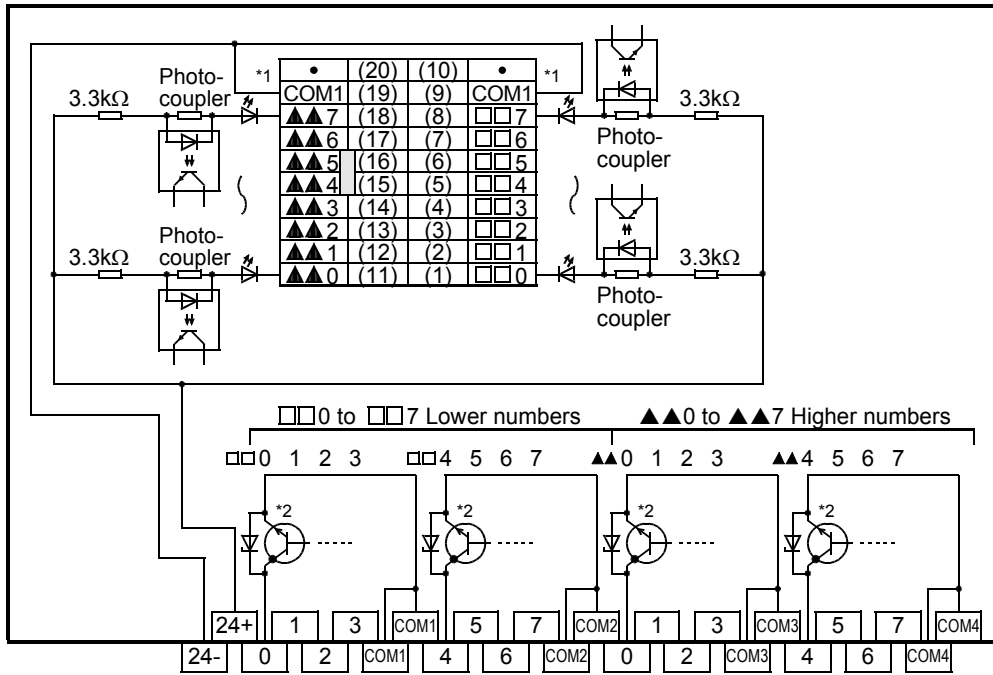 Photo-
coupler
3.3kΩ
*1
• (20) (10) •
COM1 (19) (9) COM1
▲▲7 (18) (8) □□7
▲▲6 (17) (7) □□6
▲▲5 (16) (6) □□5
▲▲4 (15) (5) □□4
▲▲3 (14) (4) □□3
▲▲2 (13) (3) □□2
▲▲1 (12) (2) □□1
▲▲0 (11) (1) □□0
*1
3.3kΩ
Photo-
coupler
Photo-
coupler
3.3kΩ
3.3kΩ
Photo-
coupler
□□0 to □□7 Lower numbers ▲▲0 to ▲▲7 Higher numbers
□□0 1 2 3 □□4 5 6 7 ▲▲0 1 2 3 ▲▲4 5 6 7
*2 *2 *2 *2
24+ 1 3 COM1 5 7 COM2 1 3 COM3 5 7 COM4
24- 0 2 COM1 4 6 COM2 0 2 COM3 4 6 COM4